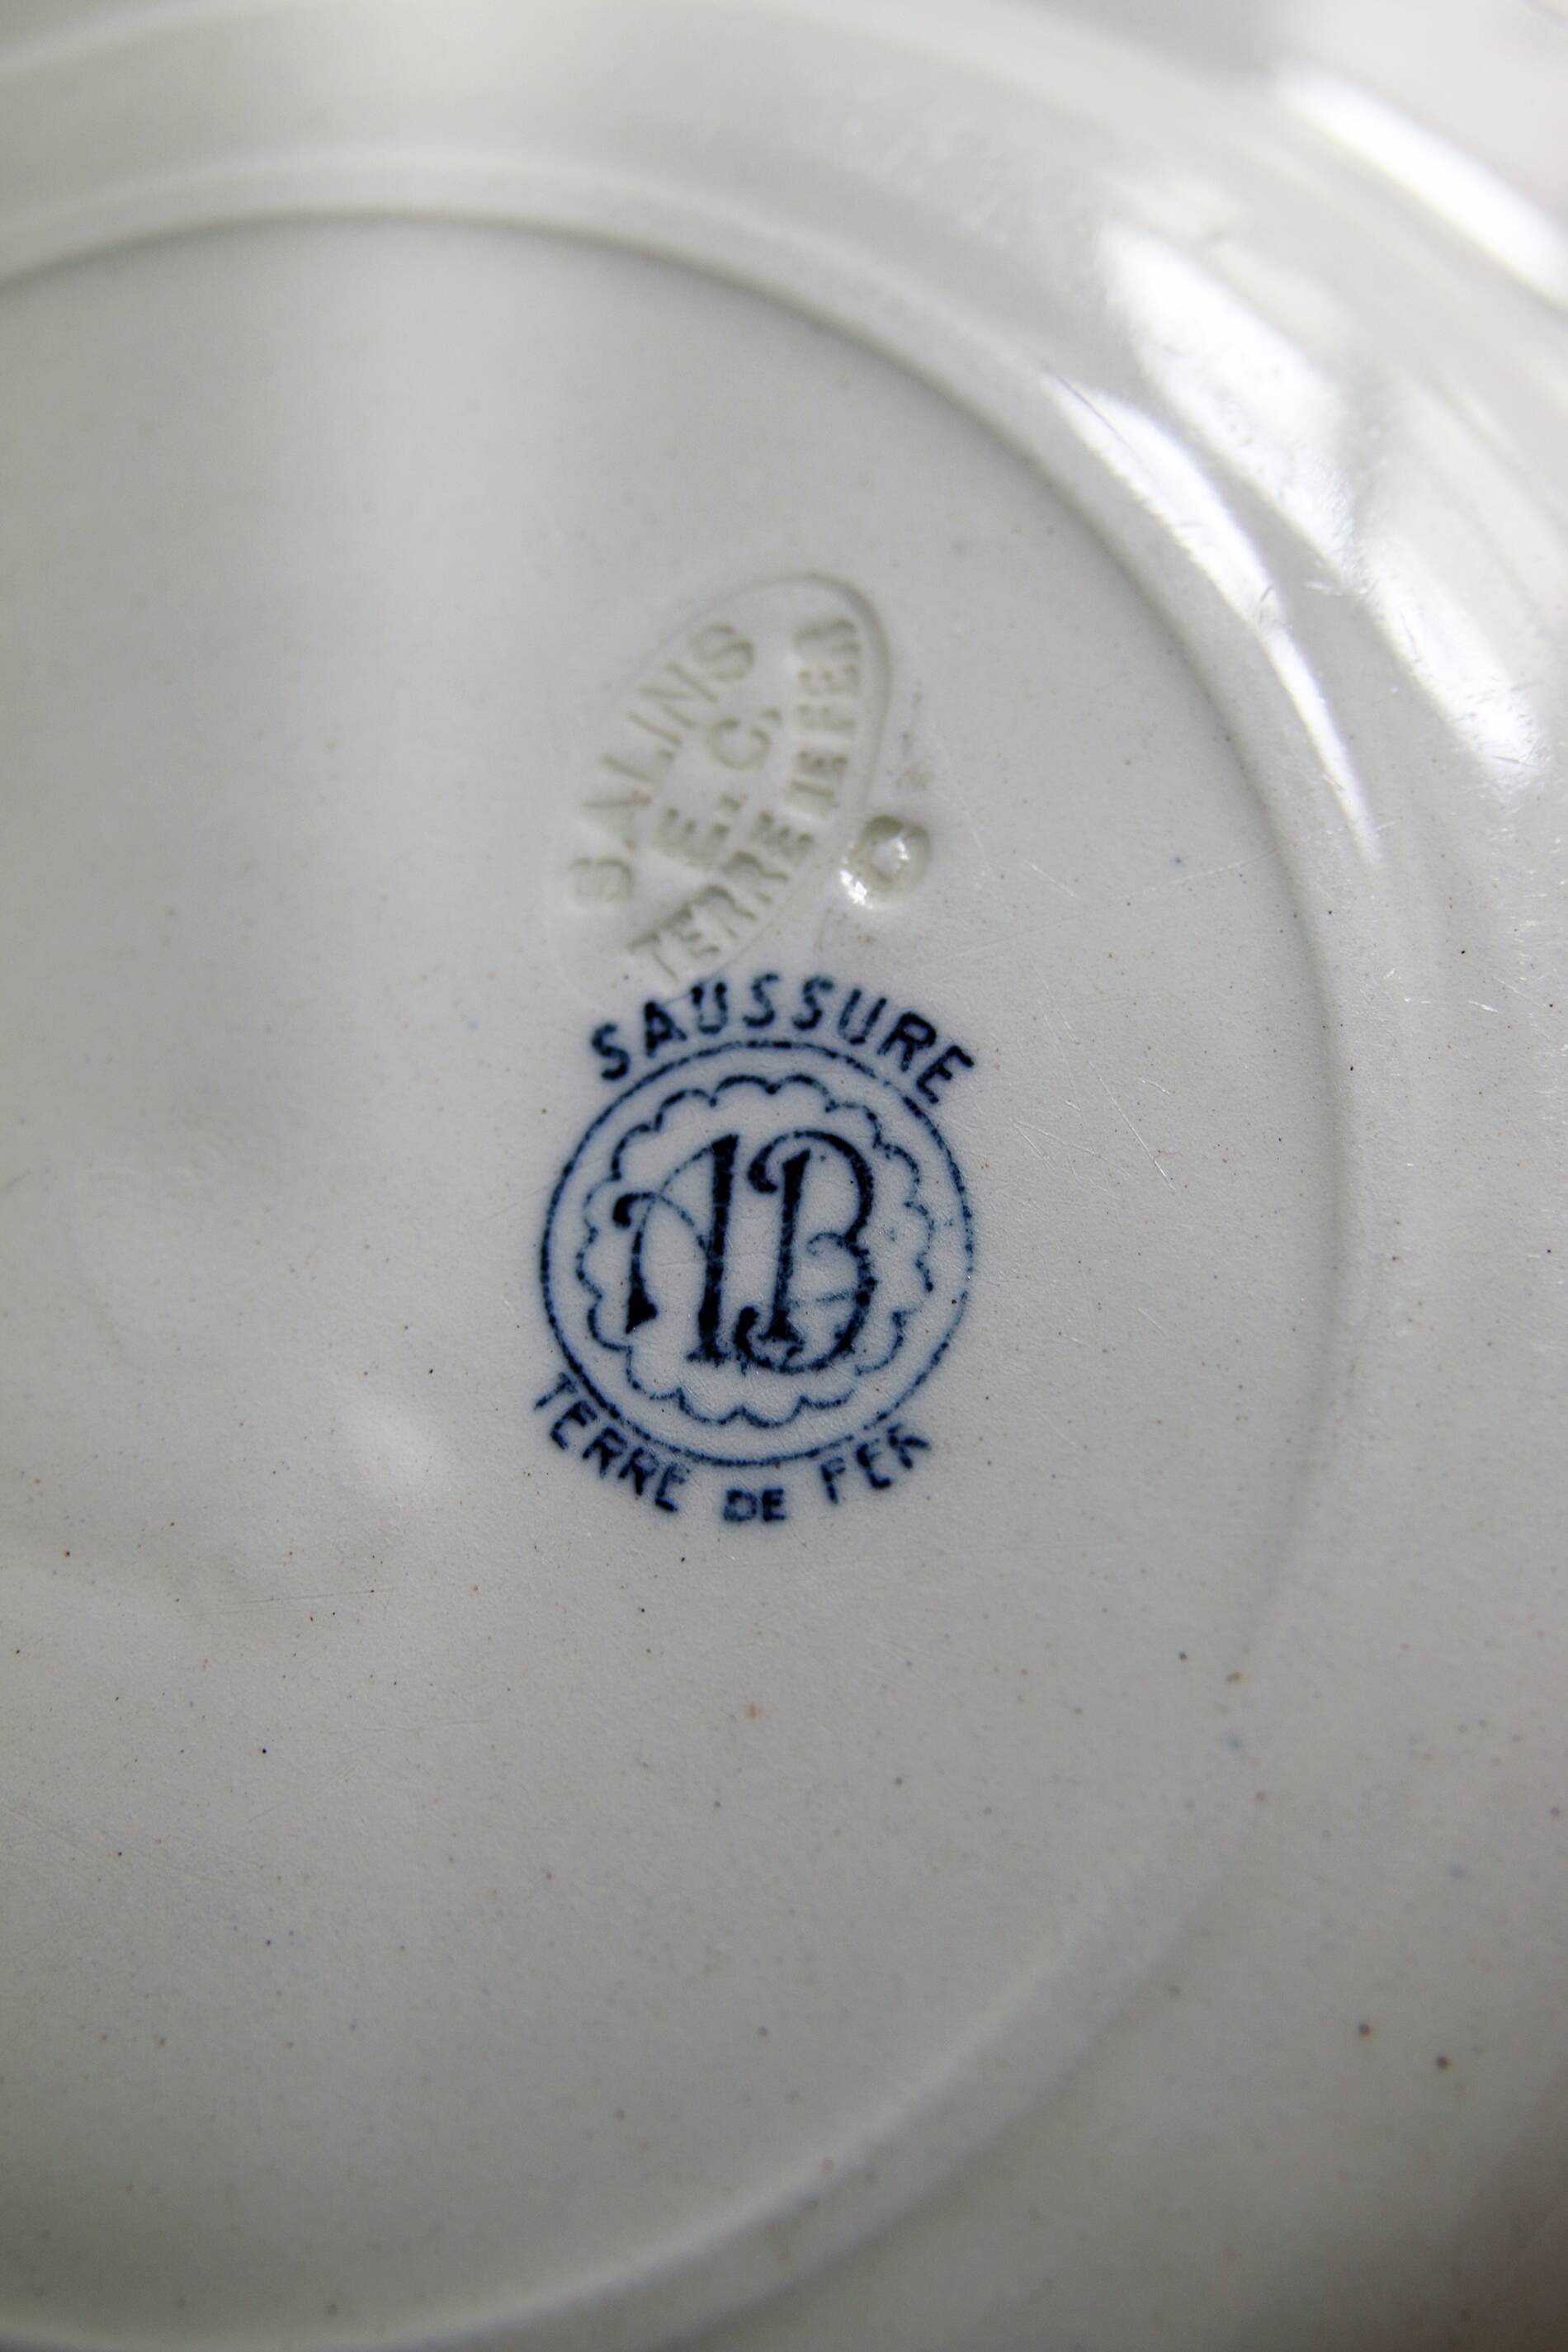 SALINS
E. C.
TERRE DE FER
O
SAUSSURE
AB
TERRE DE FER